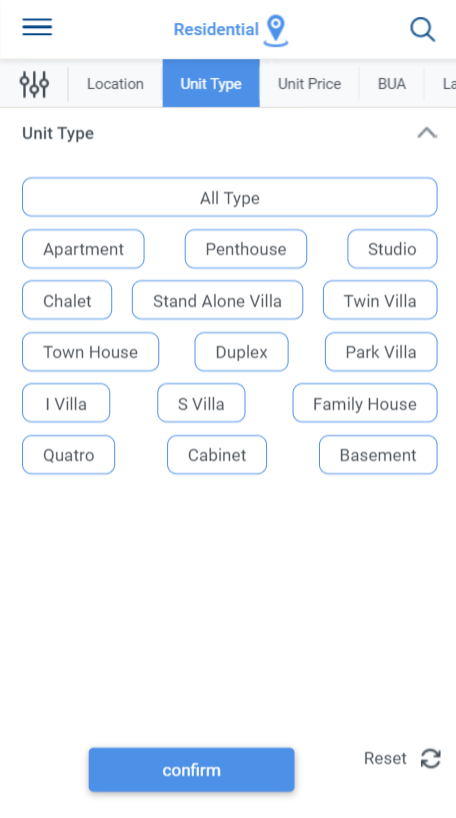 Residential
Location Unit Type Unit Price BUA La
Unit Type
All Type
Apartment Penthouse Studio
Chalet Stand Alone Villa Twin Villa
Town House Duplex Park Villa
I Villa S Villa Family House
Quatro Cabinet Basement
Reset
confirm